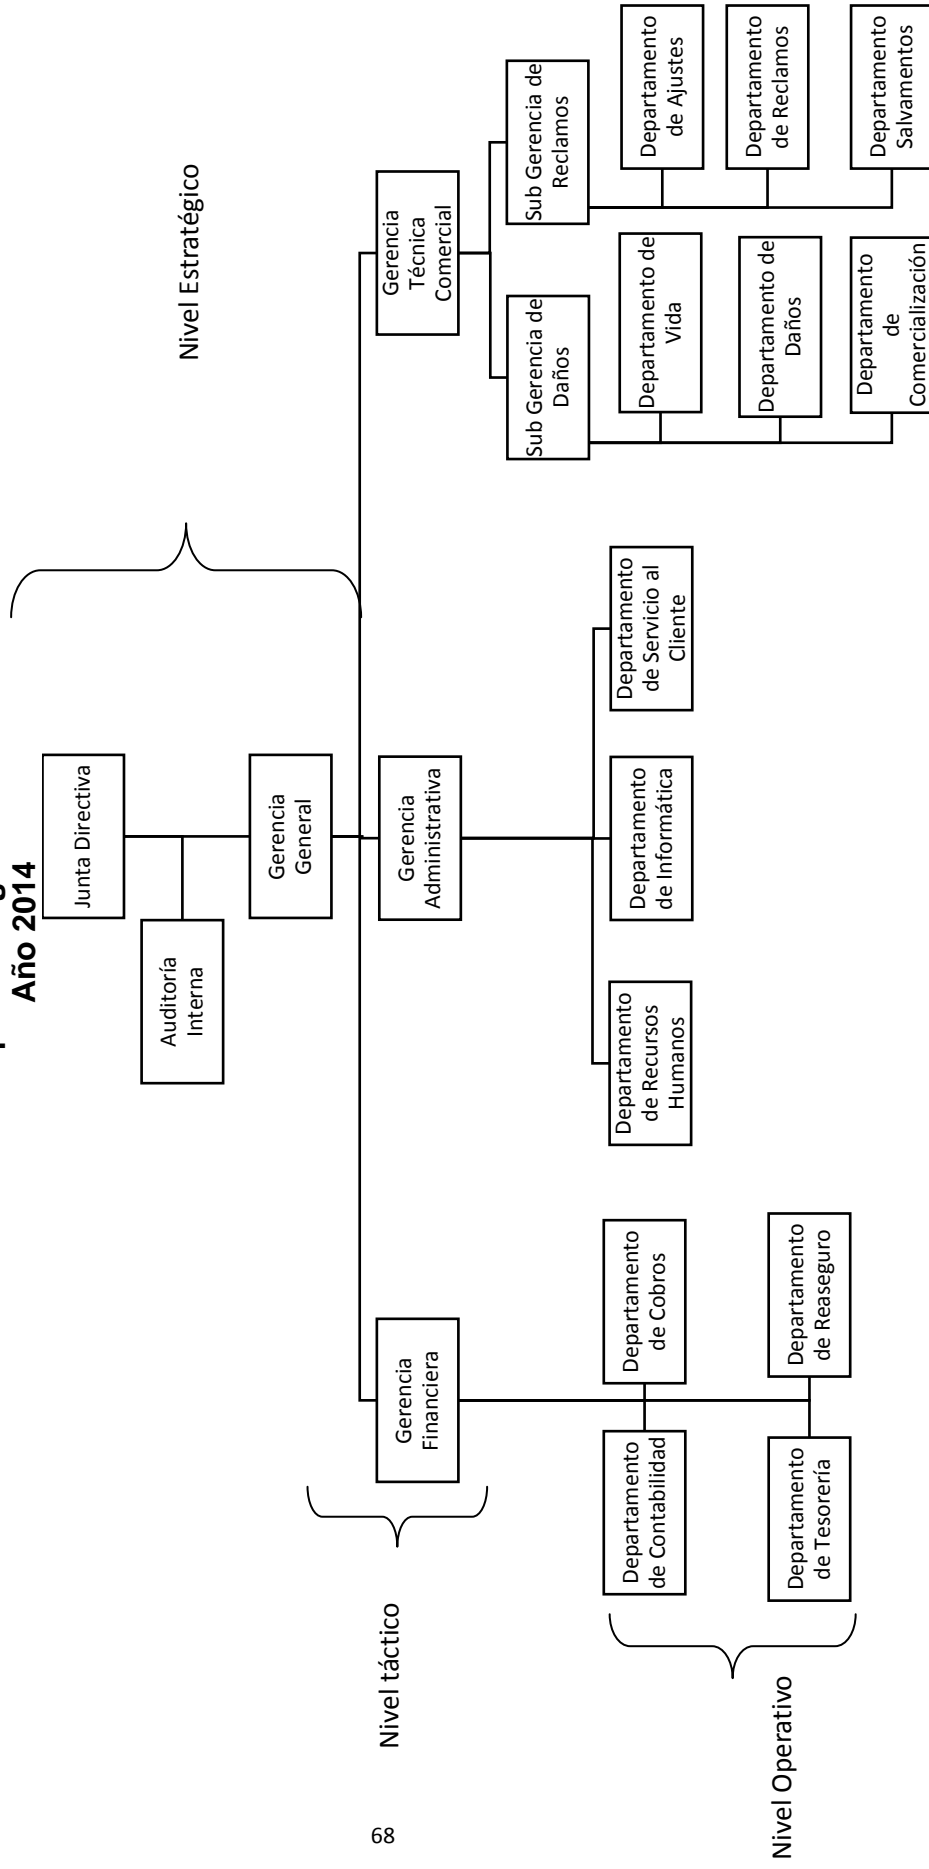 Año 2014
Junta Directiva
Auditoría
Interna
Gerencia
General
Nivel Estratégico
Nivel táctico
Gerencia
Financiera
Gerencia
Administrativa
Gerencia
Técnica
Comercial
Sub Gerencia de
Daños
Sub Gerencia de
Reclamos
Nivel Operativo
Departamento
de Contabilidad
Departamento
de Cobros
Departamento
de Tesorería
Departamento
de Reaseguro
Departamento
de Recursos
Humanos
Departamento
de Informática
Departamento
de Servicio al
Cliente
Departamento de
Vida
Departamento de
Daños
Departamento
de
Comercialización
Departamento
de Ajustes
Departamento
de Reclamos
Departamento
Salvamentos
68